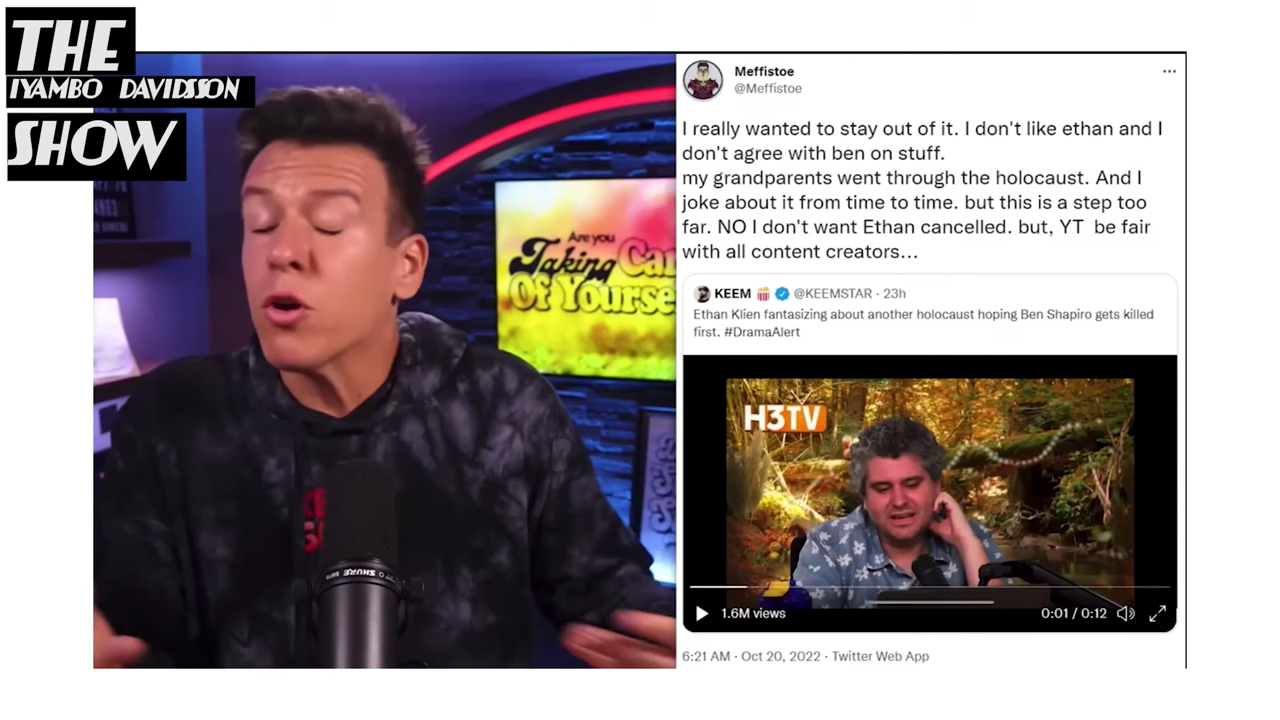 THE
IYAMBO DAVIDSSON
SHOW
Are you
Taking Car
Of Yourse
SHURE
Meffistoe
@Meffistoe
I really wanted to stay out of it. I don't like ethan and I
don't agree with ben on stuff.
my grandparents went through the holocaust. And I
joke about it from time to time. but this is a step too
far. NO I don't want Ethan cancelled. but, YT be fair
with all content creators...
KEEM @KEEMSTAR · 23h
Ethan Klien fantasizing about another holocaust hoping Ben Shapiro gets killed
first. #DramaAlert
H3TV
1.6M views
0:01 / 0:12
6:21 AM · Oct 20, 2022 · Twitter Web App